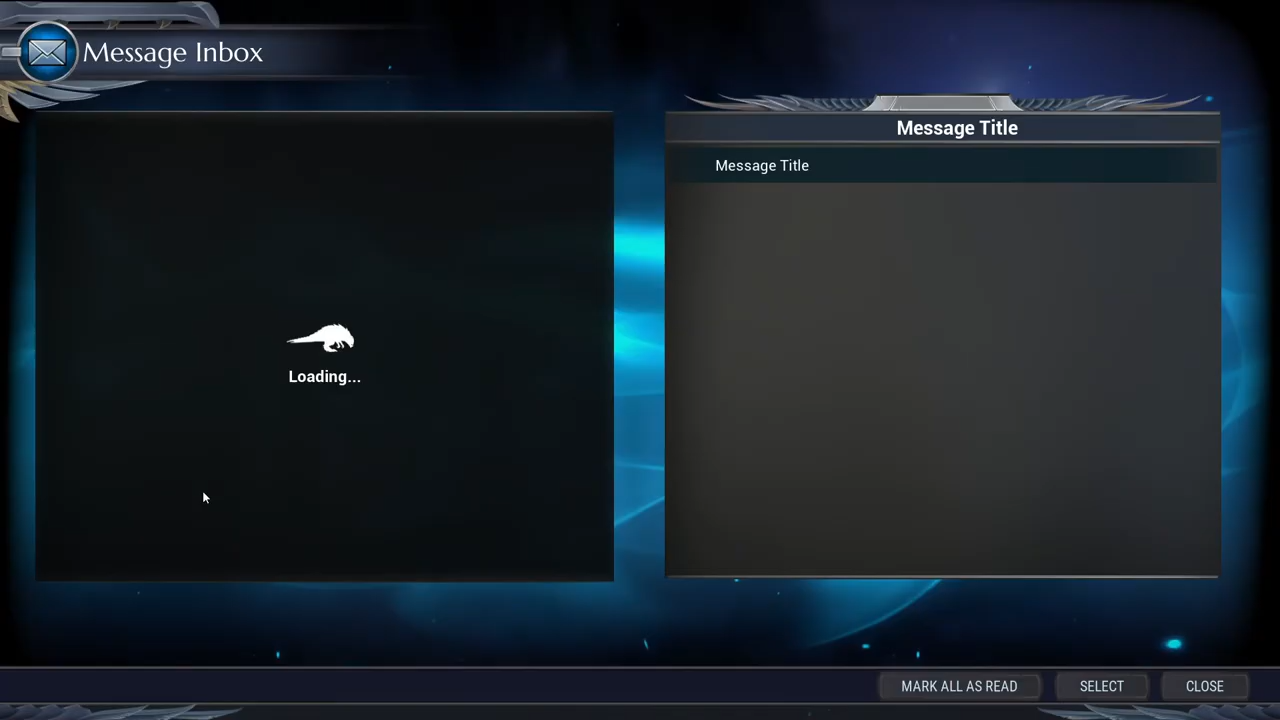 Message Inbox
Message Title
Message Title
Loading...
MARK ALL AS READ
SELECT
CLOSE